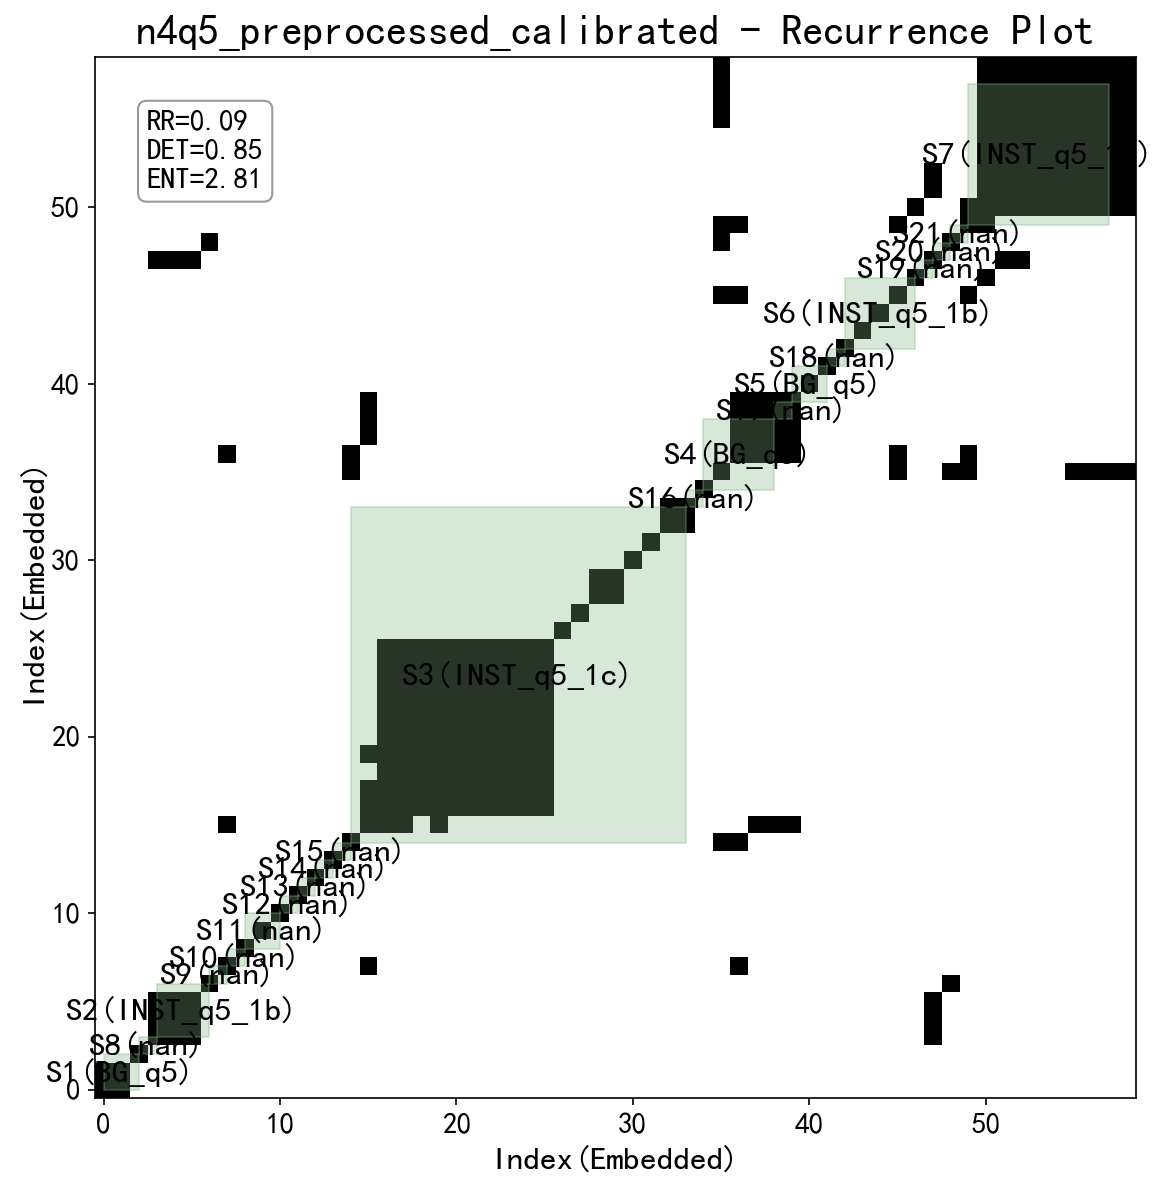 n4q5_preprocessed_calibrated - Recurrence Plot
RR=0.09
DET=0.85
ENT=2.81
S7(INST_q5_
S21(nan)
S20(nan)
S19(nan)
S6(INST_q5_1b)
S18(nan)
S5(BG_q5)
S4(BG_q5)
S16(nan)
S3(INST_q5_1c)
S15(nan)
S14(nan)
S13(nan)
S12(nan)
S11(nan)
S10(nan)
S9(nan)
S2(INST_q5_1b)
S8(nan)
S1(BG_q5)
50
40
30
20
10
0
0 10 20 30 40 50
Index(Embedded)
Index(Embedded)